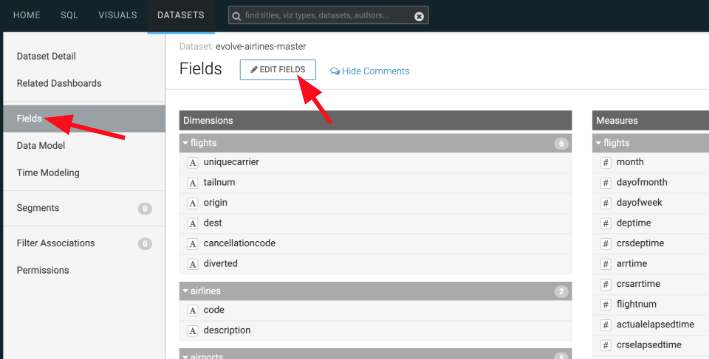 HOME SQL VISUALS DATASETS find titles, viz types, datasets, authors...
Dataset Detail
Related Dashboards
Fields
Data Model
Time Modeling
Segments 0
Filter Associations 0
Permissions
Dataset: evolve-airlines-master
Fields EDIT FIELDS Hide Comments
Dimensions
flights 6
A uniquecarrier
A tailnum
A origin
A dest
A cancellationcode
A diverted
airlines 2
A code
A description
airports 5
Measures
flights
# month
# dayofmonth
# dayofweek
# deptime
# crsdeptime
# arrtime
# crsarrtime
# flightnum
# actualelapsedtime
# crselapsedtime